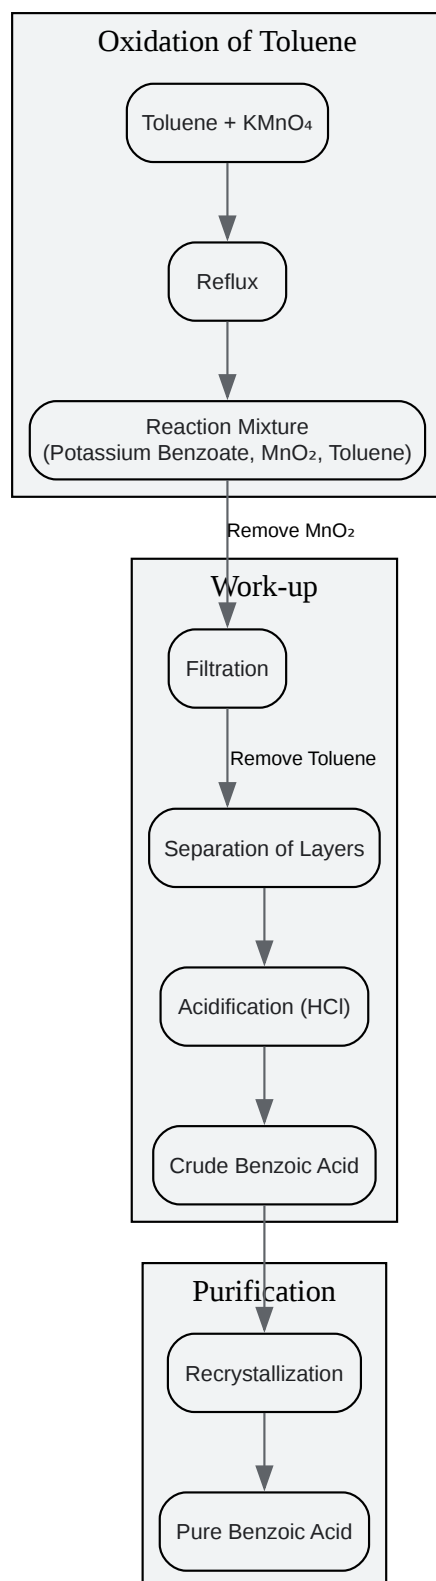 Oxidation of Toluene
Toluene + KMnO₄
Reflux
Reaction Mixture
(Potassium Benzoate, MnO₂, Toluene)
Remove MnO₂
Work-up
Filtration
Remove Toluene
Separation of Layers
Acidification (HCl)
Crude Benzoic Acid
Purification
Recrystallization
Pure Benzoic Acid